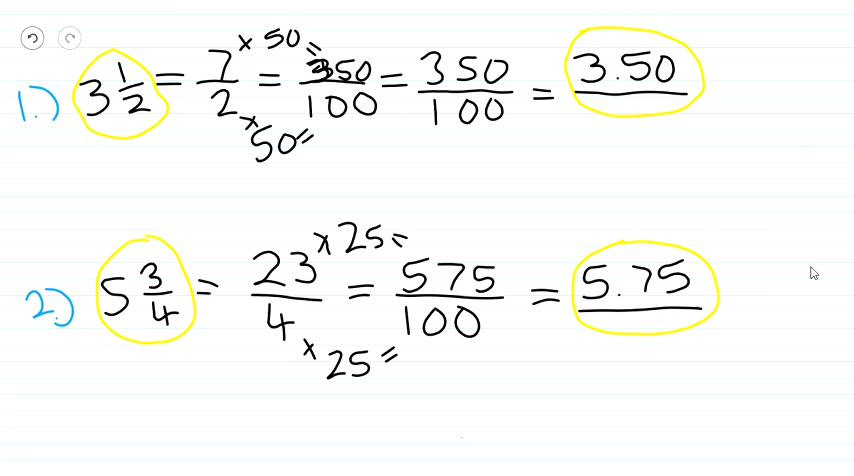 1.) 3 1/2 = 7/2 × 50 = × 50 = = 350/100 = 350/100 = 3.50
2.) 5 3/4 = 23/4 × 25 = × 25 = = 575/100 = 5.75